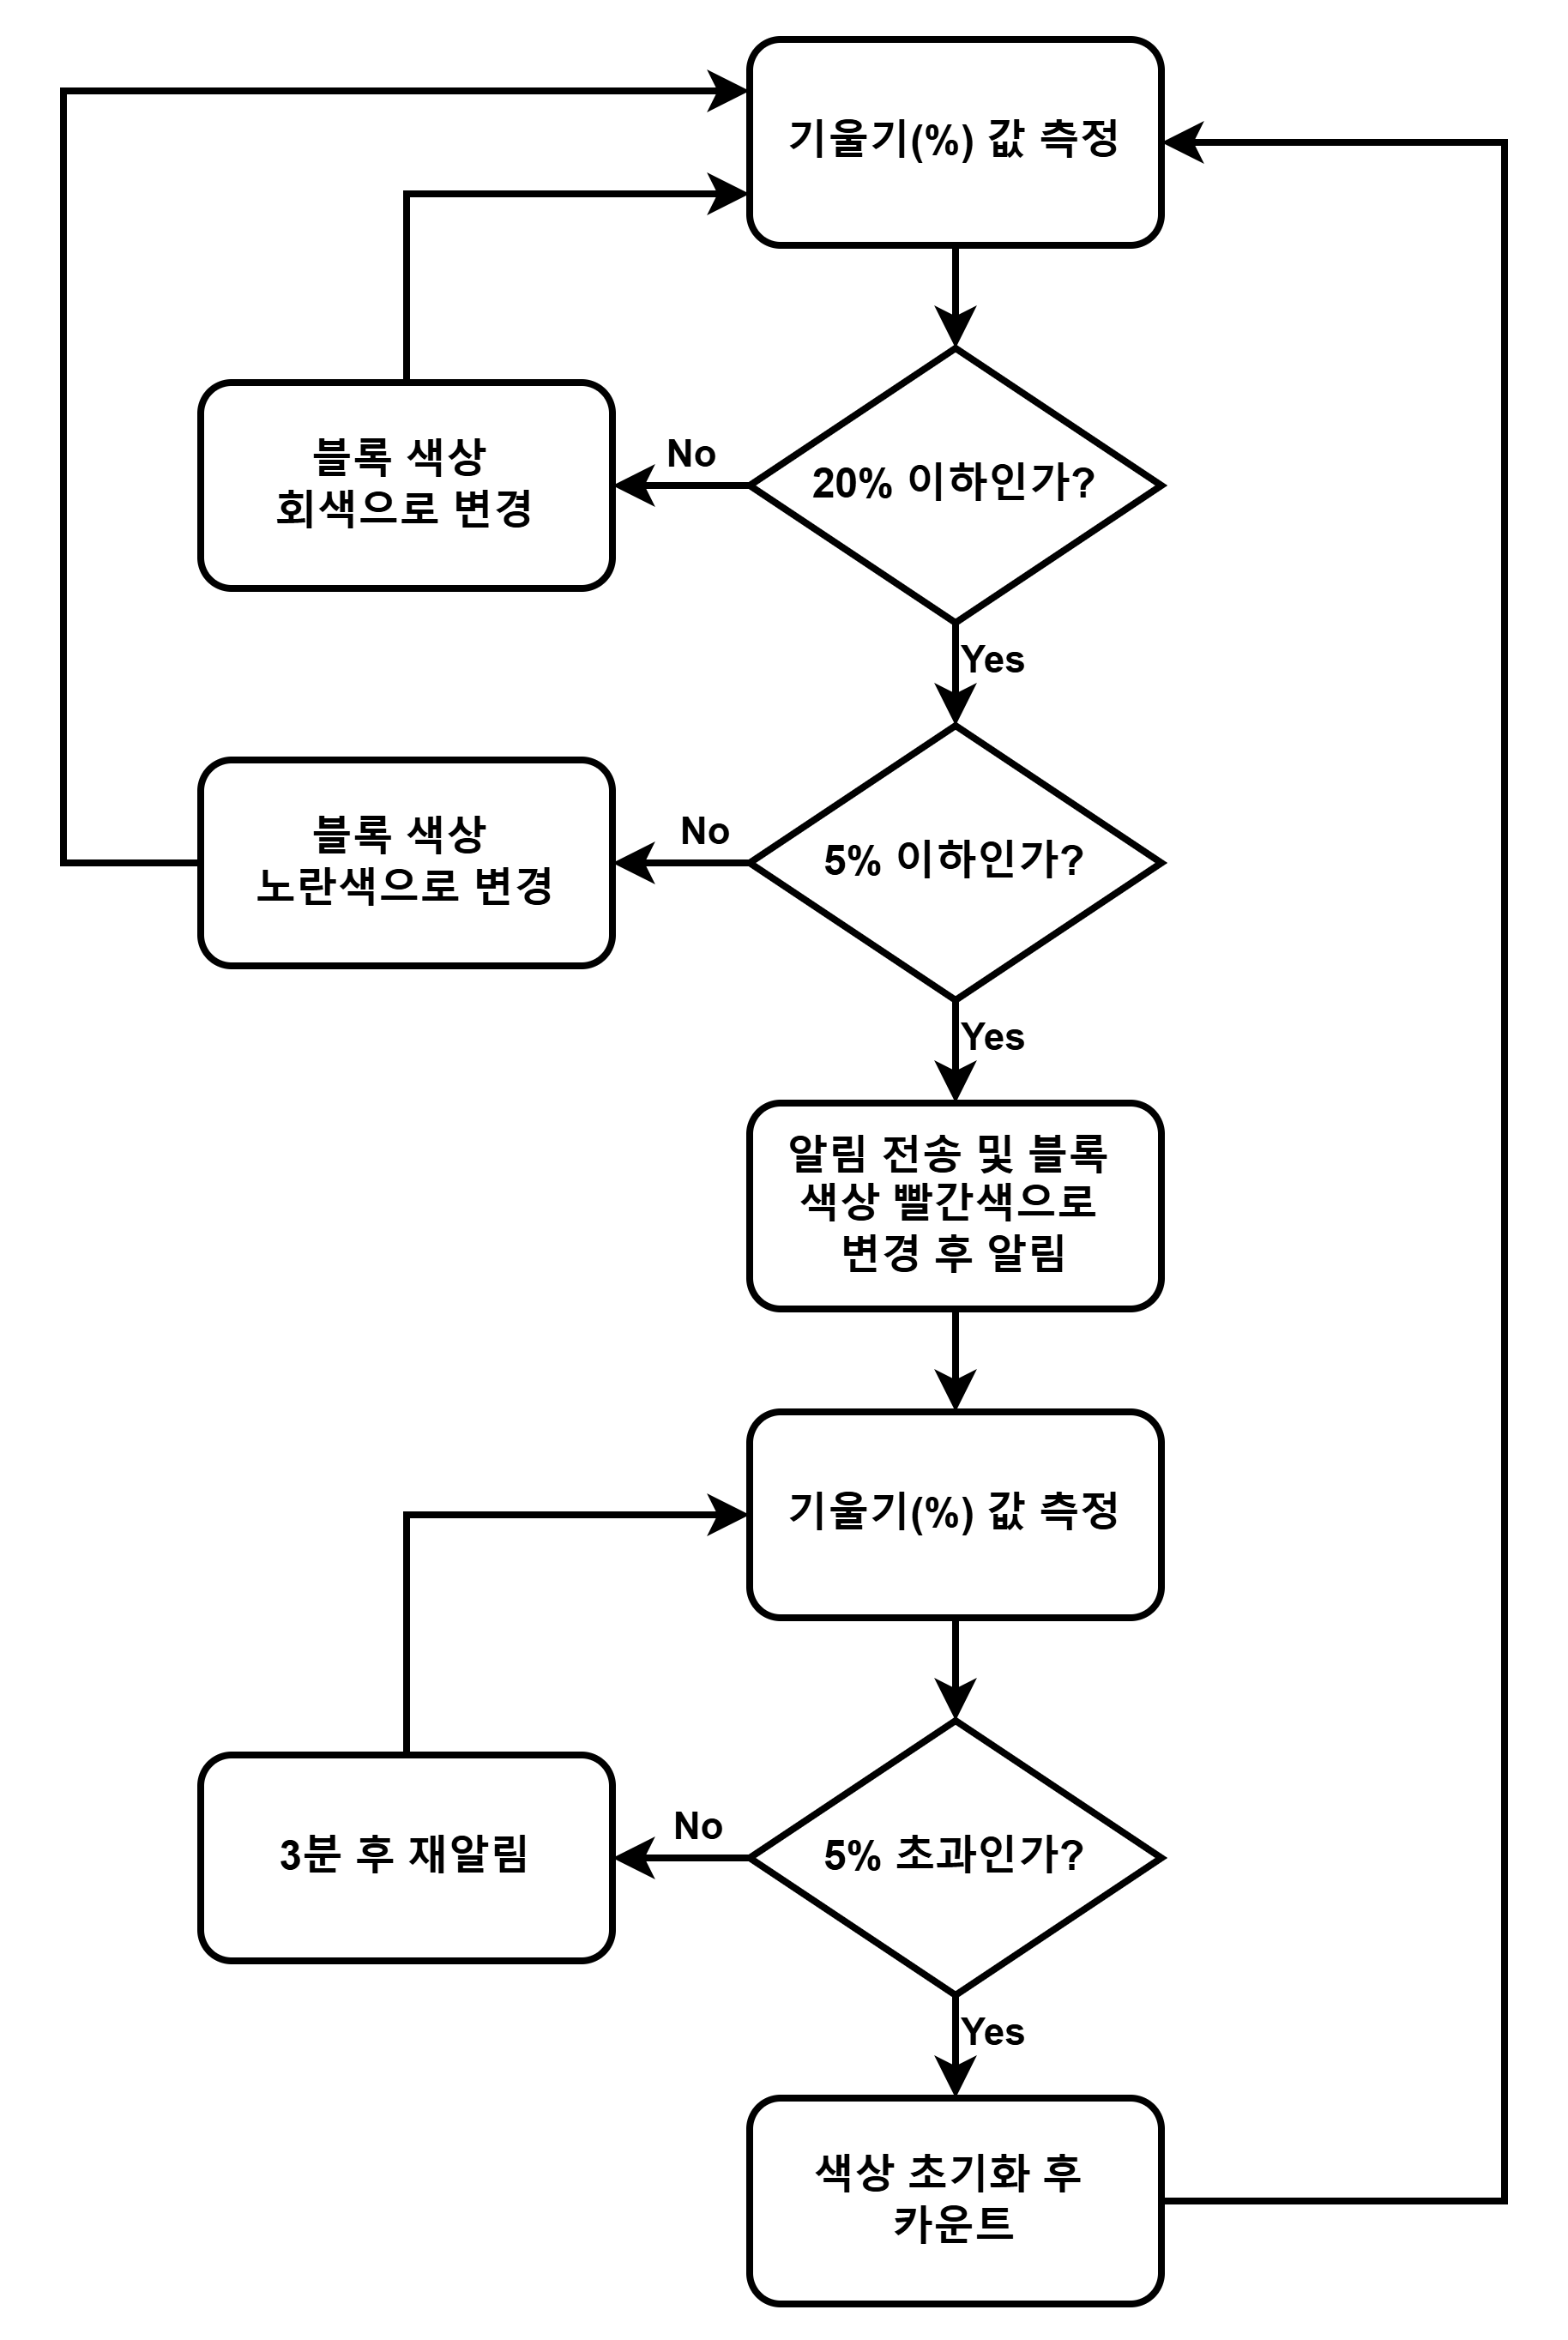 기울기(%) 값 측정
No
20% 이하인가?
블록 색상
회색으로 변경
Yes
No
5% 이하인가?
블록 색상
노란색으로 변경
Yes
알림 전송 및 블록
색상 빨간색으로
변경 후 알림
기울기(%) 값 측정
No
5% 초과인가?
3분 후 재알림
Yes
색상 초기화 후
카운트